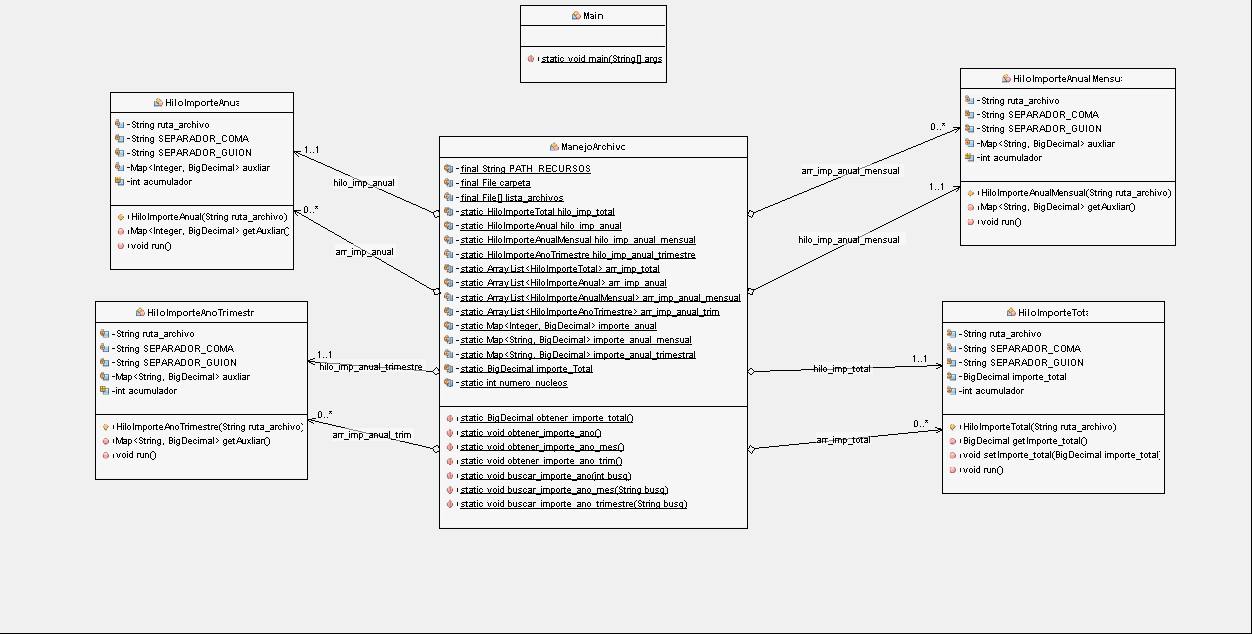 Main
static void main(String[] args
HiloImporteAnua
-String ruta_archivo
-String SEPARADOR_COMA
-String SEPARADOR_GUION
-Map<Integer, BigDecimal> auxliar
-int acumulador
HiloImporteAnual(String ruta_archivo)
Map<Integer, BigDecimal> getAuxliar()
void run()
HiloImporteAnualMensu
-String ruta_archivo
-String SEPARADOR_COMA
-String SEPARADOR_GUION
-Map<String, BigDecimal> auxliar
-int acumulador
HiloImporteAnualMensual(String ruta_archivo)
Map<String, BigDecimal> getAuxliar()
void run()
ManejoArchivo
-final String PATH_RECURSOS
-final File carpeta
-final File[] lista_archivos
-static HiloImporteTotal hilo_imp_total
-static HiloImporteAnual hilo_imp_anual
-static HiloImporteAnualMensual hilo_imp_anual_mensual
-static HiloImporteAnoTrimestre hilo_imp_anual_trimestre
-static ArrayList<HiloImporteTotal> arr_imp_total
-static ArrayList<HiloImporteAnual> arr_imp_anual
-static ArrayList<HiloImporteAnualMensual> arr_imp_anual_mensual
-static ArrayList<HiloImporteAnoTrimestre> arr_imp_anual_trim
-static Map<Integer, BigDecimal> importe_anual
-static Map<String, BigDecimal> importe_anual_mensual
-static Map<String, BigDecimal> importe_anual_trimestral
-static BigDecimal importe_Total
-static int numero_nucleos
static BigDecimal obtener_importe_total()
static void obtener_importe_ano()
static void obtener_importe_ano_mes()
static void obtener_importe_ano_trim()
static void buscar_importe_ano(int busq)
static void buscar_importe_ano_mes(String busq)
static void buscar_importe_ano_trimestre(String busq)
1..1
hilo_imp_anual
0..*
arr_imp_anual
0..*
arr_imp_anual_mensual
1..1
hilo_imp_anual_mensual
HiloImporteAnoTrimestr
-String ruta_archivo
-String SEPARADOR_COMA
-String SEPARADOR_GUION
-Map<String, BigDecimal> auxliar
-int acumulador
HiloImporteAnoTrimestre(String ruta_archivo)
Map<String, BigDecimal> getAuxliar()
void run()
1..1
hilo_imp_anual_trimestre
0..*
arr_imp_anual_trim
1..1
hilo_imp_total
0..*
arr_imp_total
HiloImporteTota
-String ruta_archivo
-String SEPARADOR_COMA
-String SEPARADOR_GUION
-BigDecimal importe_total
-int acumulador
HiloImporteTotal(String ruta_archivo)
BigDecimal getImporte_total()
void setImporte_total(BigDecimal importe_total)
void run()